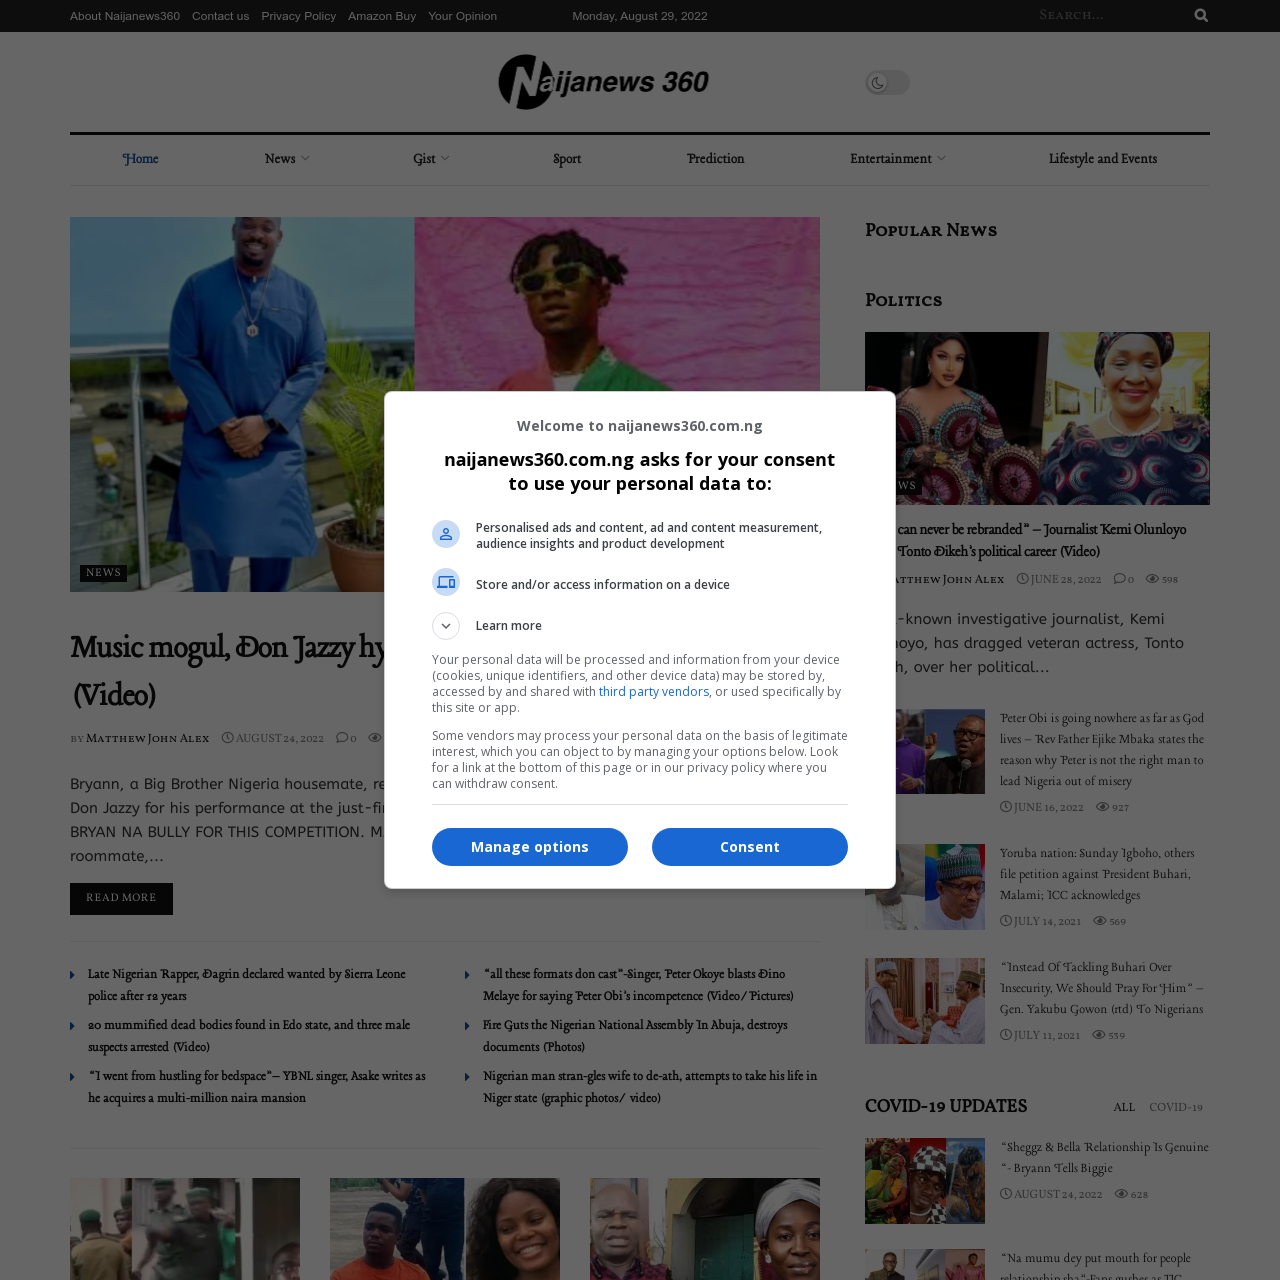 About Naijanews360 Contact us Privacy Policy Amazon Buy Your Opinion Monday, August 29, 2022 Search...
Naijanews 360
Home News Gist Sport Prediction Entertainment Lifestyle and Events
NEWS
Music mogul, Don Jazzy hy
(Video)
by Matthew John Alex AUGUST 24, 2022 0
Bryann, a Big Brother Nigeria housemate, re
Don Jazzy for his performance at the just-fi
BRYAN NA BULLY FOR THIS COMPETITION. M
roommate,...
READ MORE
Late Nigerian Rapper, Dagrin declared wanted by Sierra Leone
police after 12 years
20 mummified dead bodies found in Edo state, and three male
suspects arrested (Video)
“I went from hustling for bedspace”– YBNL singer, Asake writes as
he acquires a multi-million naira mansion
“all these formats don cast“-Singer, Peter Okoye blasts Dino
Melaye for saying Peter Obi’s incompetence (Video/Pictures)
Fire Guts the Nigerian National Assembly In Abuja, destroys
documents (Photos)
Nigerian man stran-gles wife to de-ath, attempts to take his life in
Niger state (graphic photos/ video)
Welcome to naijanews360.com.ng
naijanews360.com.ng asks for your consent
to use your personal data to:
Personalised ads and content, ad and content measurement,
audience insights and product development
Store and/or access information on a device
Learn more
Your personal data will be processed and information from your device
(cookies, unique identifiers, and other device data) may be stored by,
accessed by and shared with third party vendors, or used specifically by
this site or app.
Some vendors may process your personal data on the basis of legitimate
interest, which you can object to by managing your options below. Look
for a link at the bottom of this page or in our privacy policy where you
can withdraw consent.
Manage options Consent
Popular News
Politics
WS
can never be rebranded” – Journalist Kemi Olunloyo
Tonto Dikeh’s political career (Video)
atthew John Alex JUNE 28, 2022 0 598
-known investigative journalist, Kemi
oyo, has dragged veteran actress, Tonto
h, over her political...
Peter Obi is going nowhere as far as God
lives – Rev Father Ejike Mbaka states the
reason why Peter is not the right man to
lead Nigeria out of misery
JUNE 16, 2022 927
Yoruba nation: Sunday Igboho, others
file petition against President Buhari,
Malami; ICC acknowledges
JULY 14, 2021 569
“Instead Of Tackling Buhari Over
Insecurity, We Should Pray For Him“ –
Gen. Yakubu Gowon (rtd) To Nigerians
JULY 11, 2021 539
COVID-19 UPDATES ALL COVID-19
“Sheggz & Bella Relationship Is Genuine
“- Bryann Tells Biggie
AUGUST 24, 2022 628
“Na mumu dey put mouth for people
relationship sha“-Fans gushes as JJC